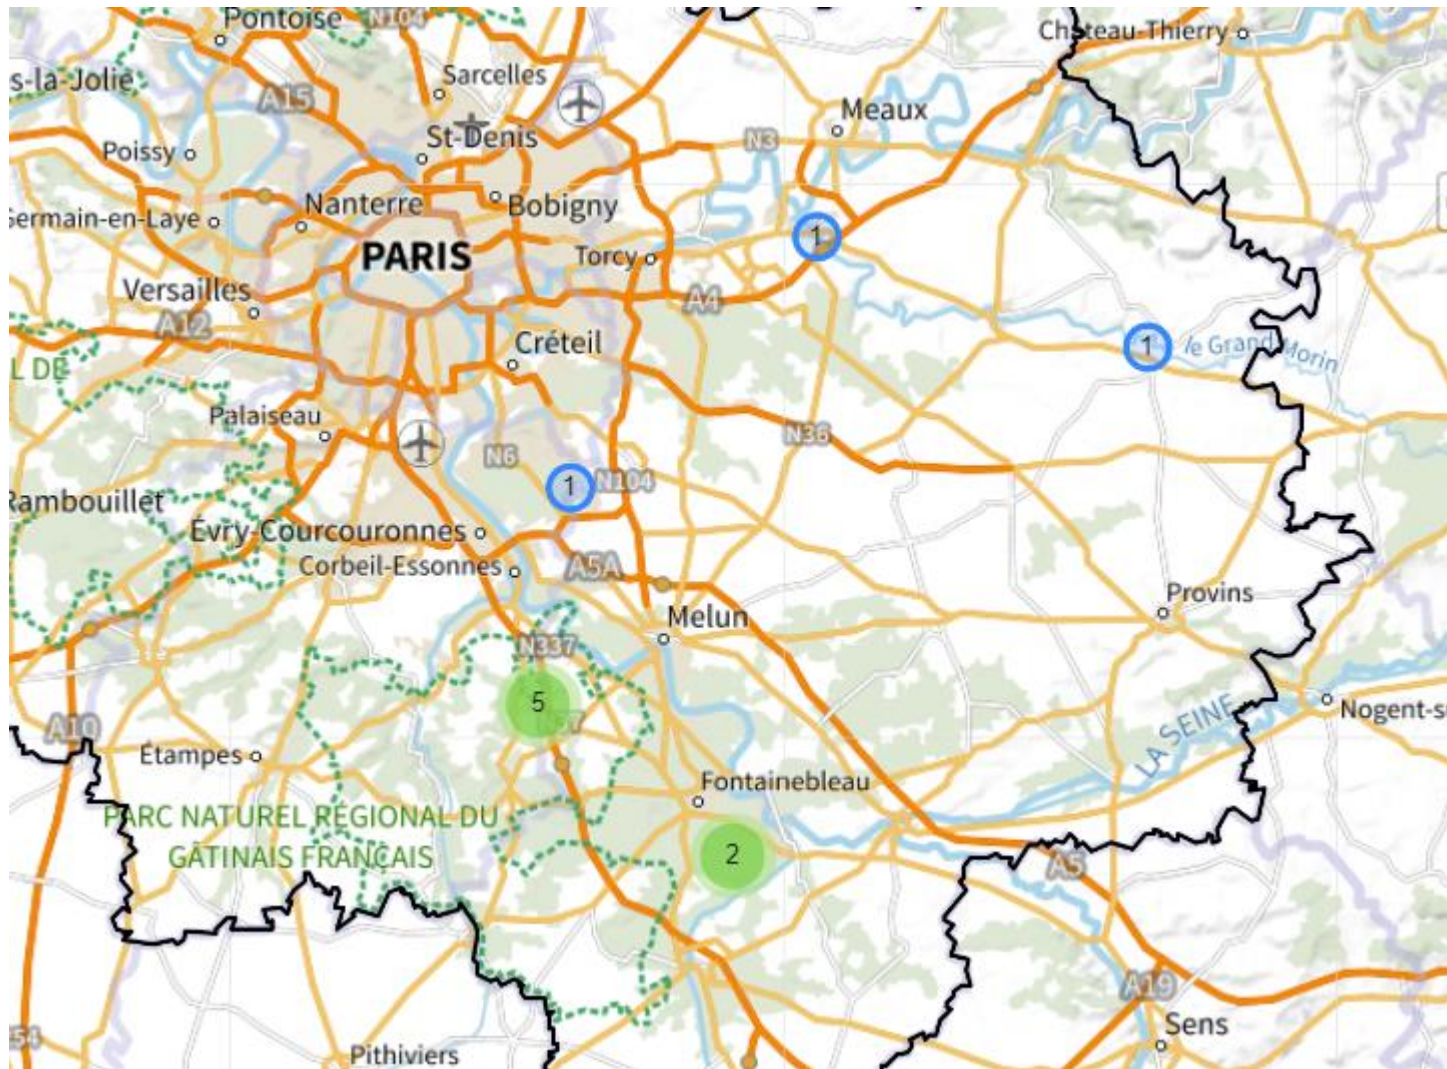 Pontoise
N104
Château-Thierry
Sarcelles
s-la-Jolie
A15
Meaux
St-Denis
N3
Poissy
Nanterre
Bobigny
Germain-en-Laye
1
PARIS
Torcy
Versailles
A4
A12
Créteil
1
le Grand Morin
L DE
Palaiseau
N36
N6
1
N104
Rambouillet
Évry-Courcouronnes
Corbeil-Essonnes
A5A
Provins
Melun
N337
5
Nogent-s
A10
LA SEINE
Étampes
Fontainebleau
PARC NATUREL RÉGIONAL DU
GÂTINAIS FRANÇAIS
2
A5
A19
Sens
54
Pithiviers